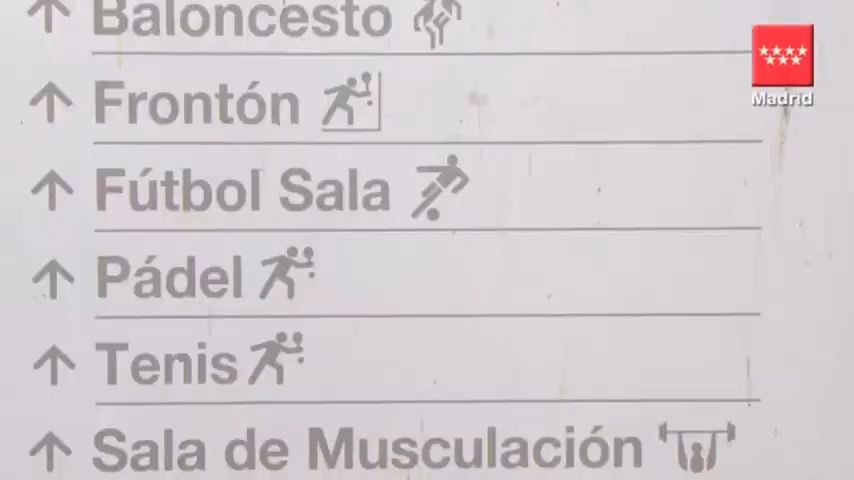 Baloncesto
Frontón
Fútbol Sala
Pádel
Tenis
Sala de Musculación
Madrid